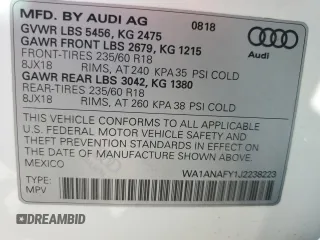 MFD. BY AUDI AG 0818
GVWR LBS 5456, KG 2475
GAWR FRONT LBS 2679, KG 1215
FRONT-TIRES 235/60 R18
8JX18 RIMS, AT 240 KPA 35 PSI COLD
GAWR REAR LBS 3042, KG 1380
REAR-TIRES 235/60 R18
8JX18 RIMS, AT 260 KPA 38 PSI COLD
Audi
THIS VEHICLE CONFORMS TO ALL APPLICABLE
U.S. FEDERAL MOTOR VEHICLE SAFETY AND
THEFT PREVENTION STANDARDS IN EFFECT ON THE
DATE OF MANUFACTURE SHOWN ABOVE.
MEXICO
WA1ANAFY1J2238223
TYPE:
MPV
DREAMBID